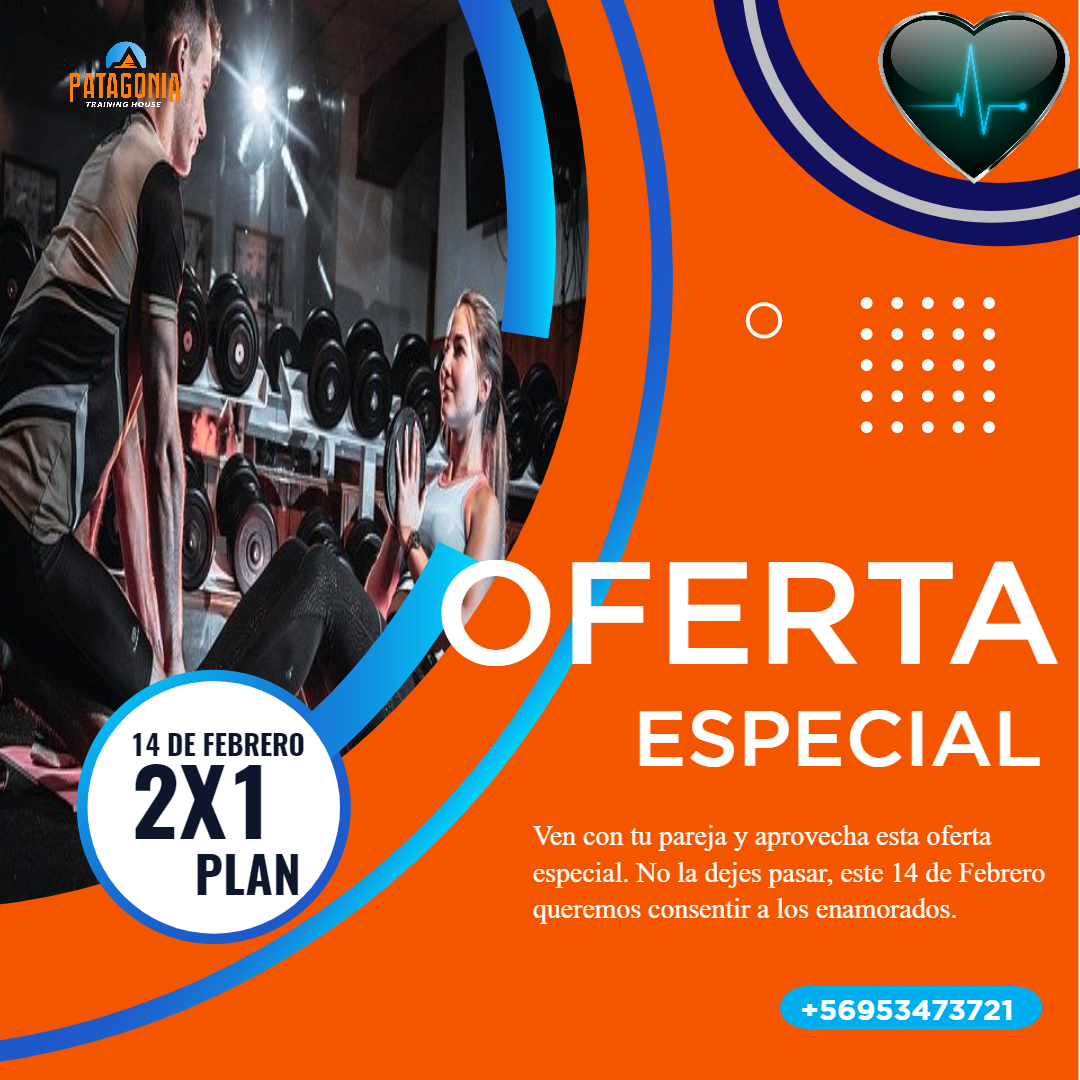 PATAGONIA
TRAINING HOUSE
OFERTA
ESPECIAL
14 DE FEBRERO
2X1
PLAN
Ven con tu pareja y aprovecha esta oferta
especial. No la dejes pasar, este 14 de Febrero
queremos consentir a los enamorados.
+56953473721